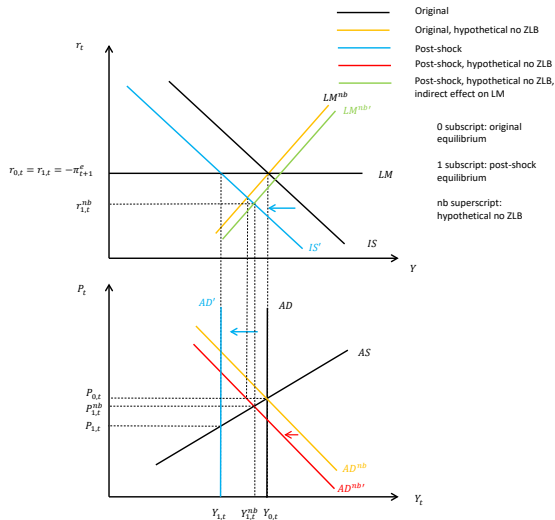 Original
Original, hypothetical no ZLB
Post-shock
Post-shock, hypothetical no ZLB
Post-shock, hypothetical no ZLB,
indirect effect on LM
0 subscript: original
equilibrium
1 subscript: post-shock
equilibrium
nb superscript:
hypothetical no ZLB
r_t
LM^{nb}
LM^{nb′}
r_{0,t} = r_{1,t} = −π^e_{t+1}
LM
r^{nb}_{1,t}
IS′
IS
Y
P_t
AD′
AD
AS
P_{0,t}
P^{nb}_{1,t}
P_{1,t}
AD^{nb}
AD^{nb′}
Y_{1,t}
Y^{nb}_{1,t}
Y_{0,t}
Y_t